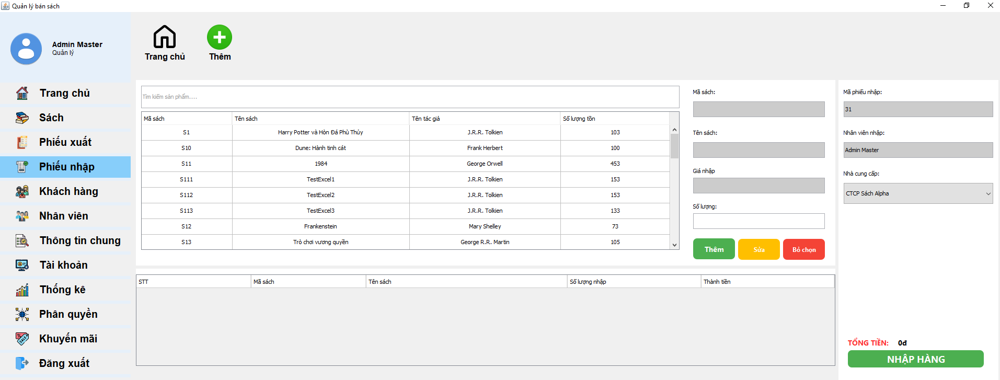 Quản lý bán sách
Admin Master
Quản lý
Trang chủ
Sách
Phiếu xuất
Phiếu nhập
Khách hàng
Nhân viên
Thông tin chung
Tài khoản
Thống kê
Phân quyền
Khuyến mãi
Đăng xuất
Trang chủ
Thêm
Tìm kiếm sản phẩm....
Mã sách Tên sách Tên tác giả Số lượng tồn
S1 Harry Potter và Hòn Đá Phù Thủy J.R.R. Tolkien 103
S10 Dune: Hành tinh cát Frank Herbert 100
S11 1984 George Orwell 453
S111 TestExcel1 J.R.R. Tolkien 153
S112 TestExcel2 J.R.R. Tolkien 153
S113 TestExcel3 J.R.R. Tolkien 133
S12 Frankenstein Mary Shelley 73
S13 Trò chơi vương quyền George R.R. Martin 105
Mã sách:
Tên sách:
Giá nhập
Số lượng:
Thêm Sửa Bỏ chọn
STT Mã sách Tên sách Số lượng nhập Thành tiền
Mã phiếu nhập:
31
Nhân viên nhập:
Admin Master
Nhà cung cấp:
CTCP Sách Alpha
TỔNG TIỀN: 0đ
NHẬP HÀNG